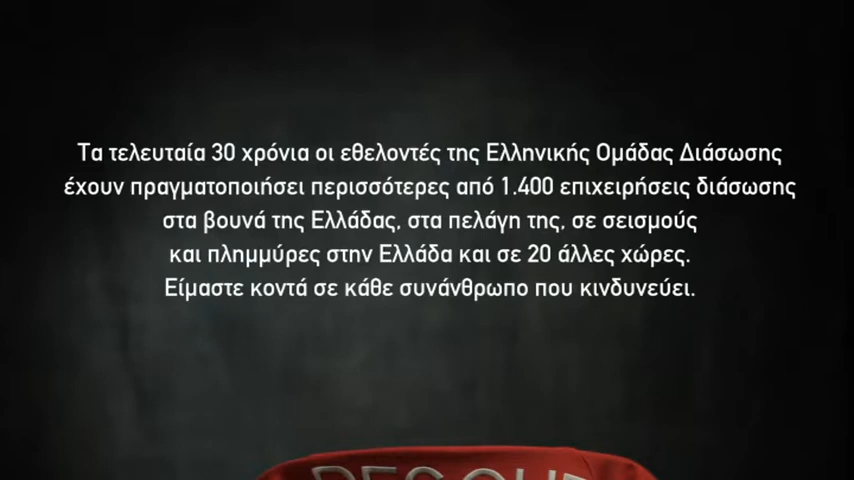 Τα τελευταία 30 χρόνια οι εθελοντές της Ελληνικής Ομάδας Διάσωσης
έχουν πραγματοποιήσει περισσότερες από 1.400 επιχειρήσεις διάσωσης
στα βουνά της Ελλάδας, στα πελάγη της, σε σεισμούς
και πλημμύρες στην Ελλάδα και σε 20 άλλες χώρες.
Είμαστε κοντά σε κάθε συνάνθρωπο που κινδυνεύει.